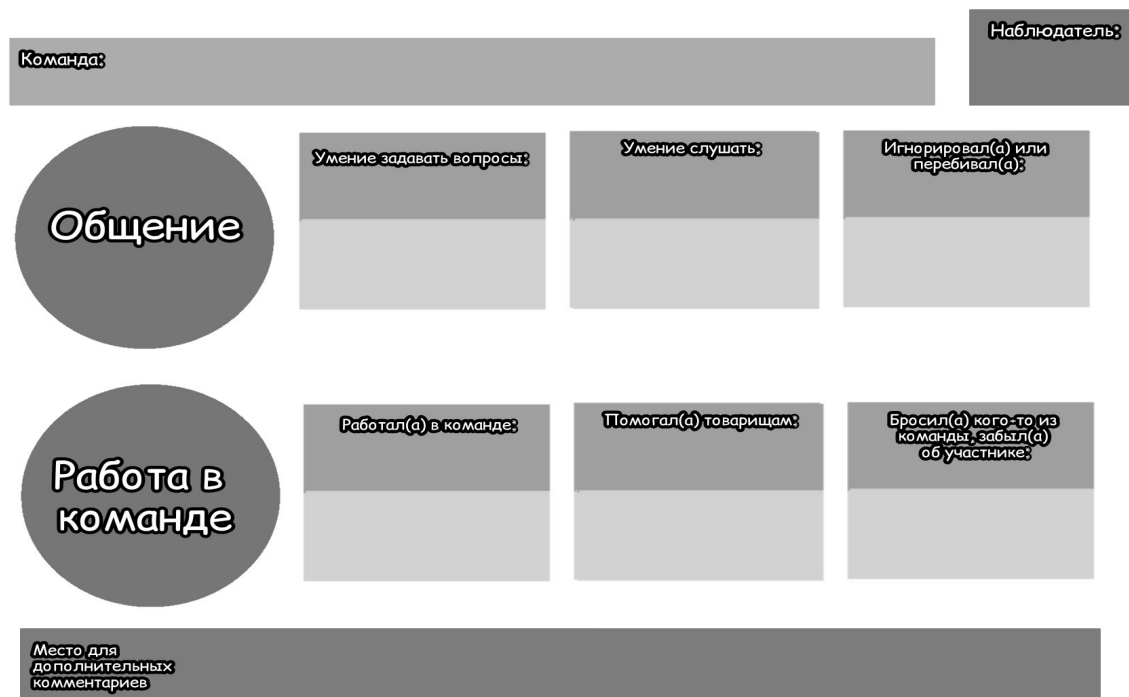 Команда:
Наблюдатель:
Общение
Умение задавать вопросы:
Умение слушать:
Игнорировал(а) или
перебивал(а):
Работа в
команде
Работал(а) в команде:
Помогал(а) товарищам:
Бросил(а) кого-то из
команды, забыл(а)
об участнике:
Место для
дополнительных
комментариев